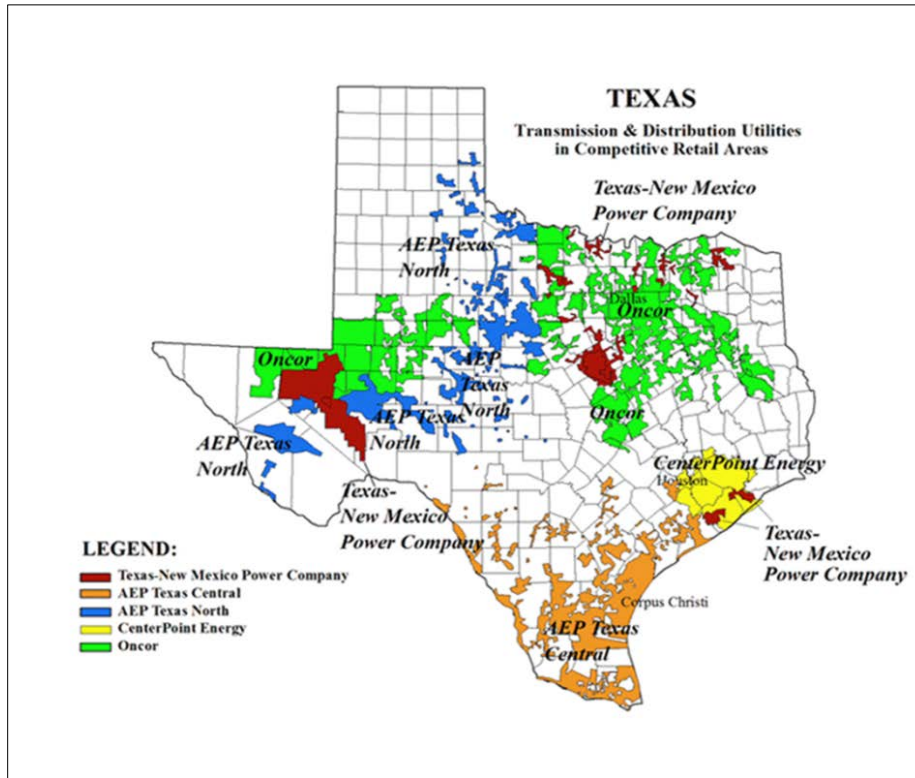 TEXAS
Transmission & Distribution Utilities
in Competitive Retail Areas
Texas-New Mexico
Power Company
AEP Texas
North
Dallas
Oncor
Oncor
AEP
Texas
North
AEP Texas
North
Oncor
AEP Texas
North
CenterPoint Energy
Houston
Texas-
New Mexico
Power Company
Texas-
New Mexico
Power Company
LEGEND:
Texas-New Mexico Power Company
AEP Texas Central
AEP Texas North
CenterPoint Energy
Oncor
Corpus Christi
AEP Texas
Central